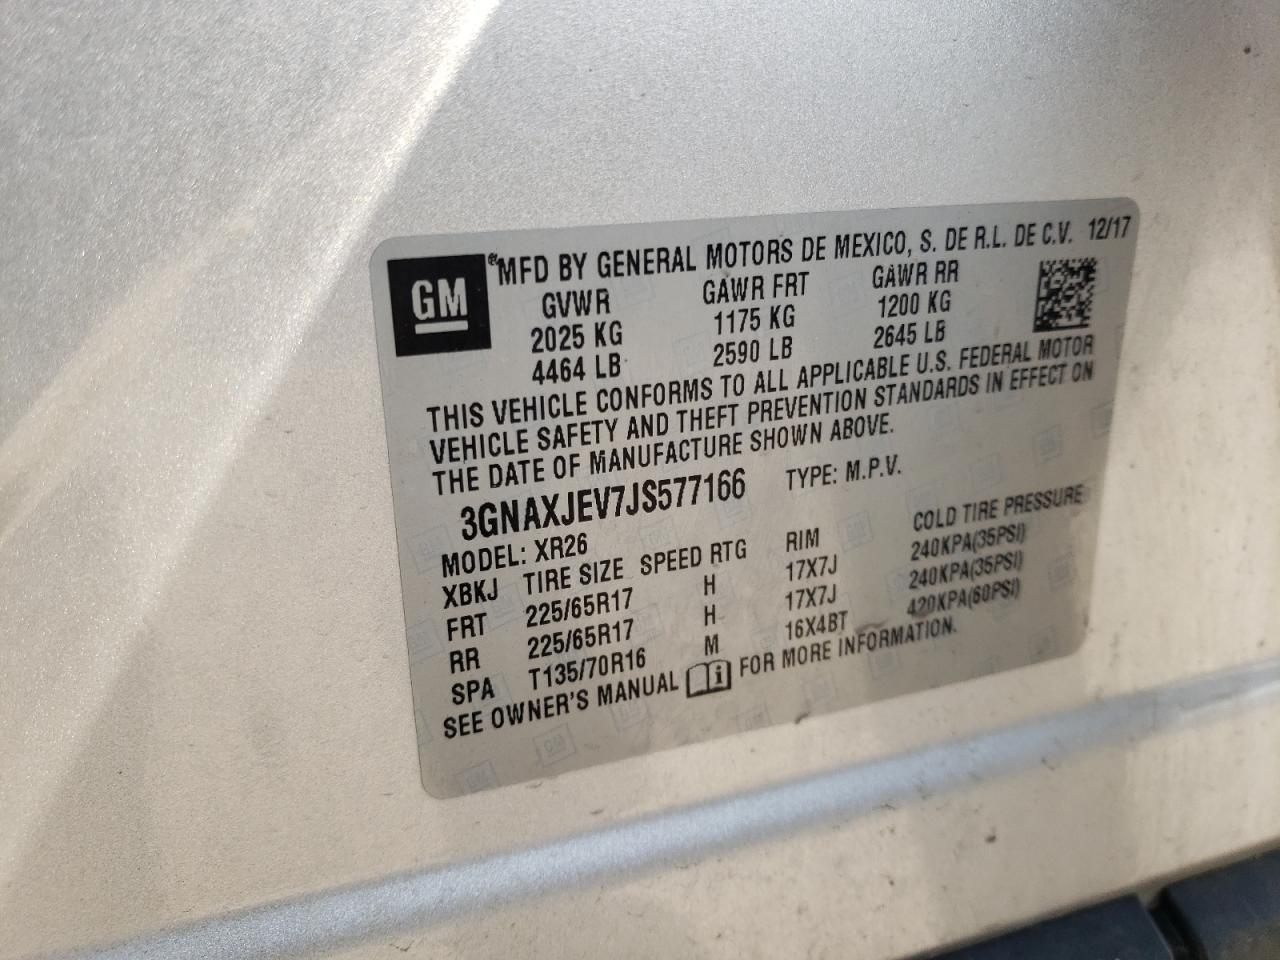 GM ® MFD BY GENERAL MOTORS DE MEXICO, S. DE R.L. DE C.V. 12/17
GVWR GAWR FRT GAWR RR
2025 KG 1175 KG 1200 KG
4464 LB 2590 LB 2645 LB
THIS VEHICLE CONFORMS TO ALL APPLICABLE U.S. FEDERAL MOTOR
VEHICLE SAFETY AND THEFT PREVENTION STANDARDS IN EFFECT ON
THE DATE OF MANUFACTURE SHOWN ABOVE.
3GNAXJEV7JS577166 TYPE: M.P.V.
MODEL: XR26
XBKJ TIRE SIZE SPEED RTG RIM COLD TIRE PRESSURE
FRT 225/65R17 H 17X7J 240KPA(35PSI)
RR 225/65R17 H 17X7J 240KPA(35PSI)
SPA T135/70R16 M 16X4BT 420KPA(60PSI)
SEE OWNER'S MANUAL FOR MORE INFORMATION.